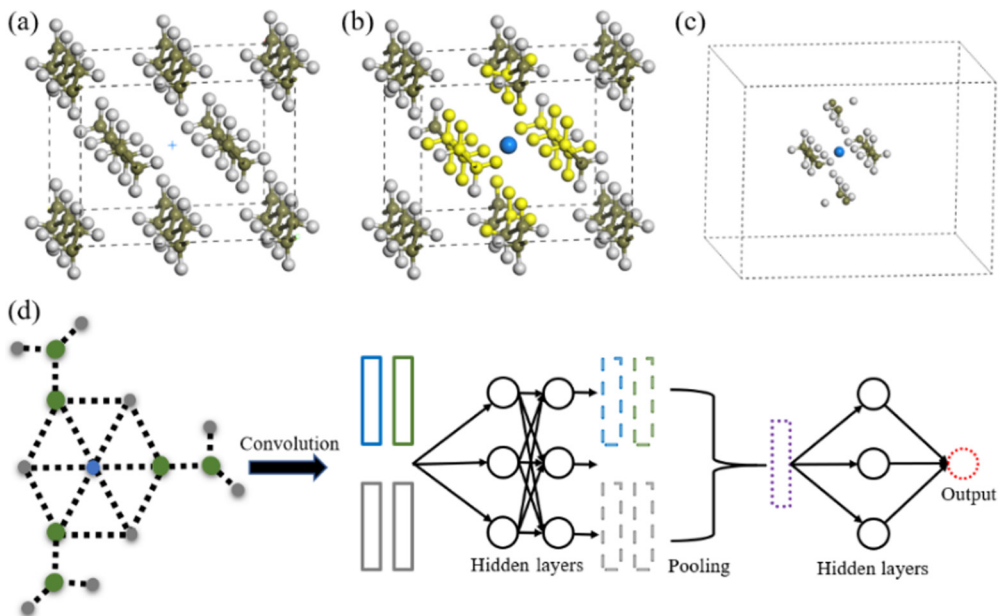 (a)
(b)
(c)
(d)
Convolution
Hidden layers
Pooling
Hidden layers
Output